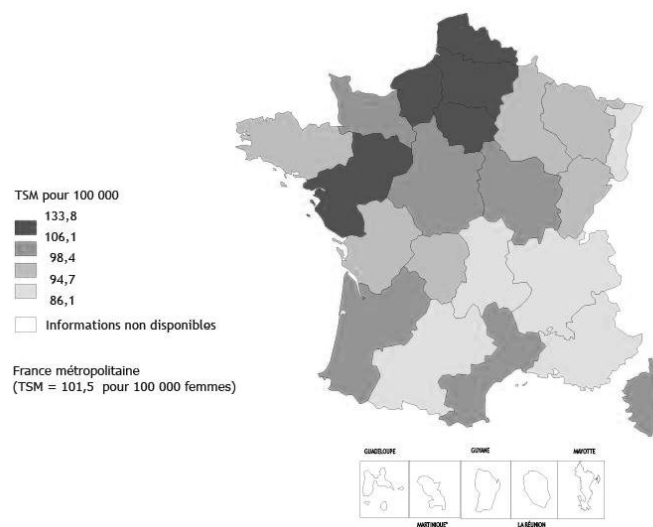 TSM pour 100 000
133,8
106,1
98,4
94,7
86,1
Informations non disponibles
France métropolitaine
(TSM = 101,5 pour 100 000 femmes)
GUADELOUPE
GUYANE
MAYOTTE
MARTINIQUE*
LA RÉUNION